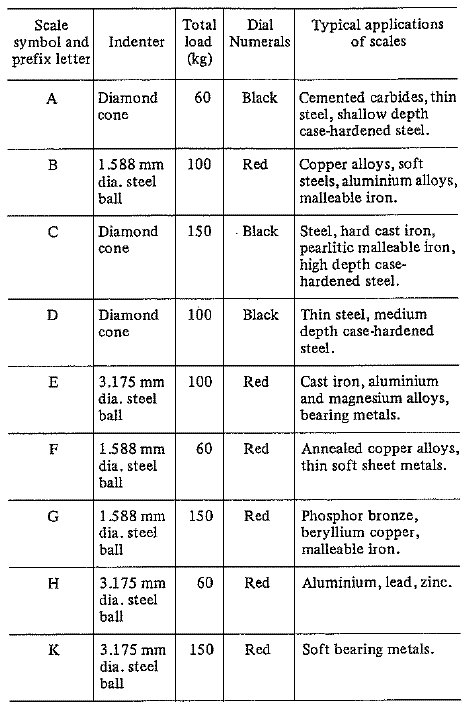 Scale symbol and prefix letter | Indenter | Total load (kg) | Dial Numerals | Typical applications of scales
A | Diamond cone | 60 | Black | Cemented carbides, thin steel, shallow depth case-hardened steel.
B | 1.588 mm dia. steel ball | 100 | Red | Copper alloys, soft steels, aluminium alloys, malleable iron.
C | Diamond cone | 150 | Black | Steel, hard cast iron, pearlitic malleable iron, high depth case-hardened steel.
D | Diamond cone | 100 | Black | Thin steel, medium depth case-hardened steel.
E | 3.175 mm dia. steel ball | 100 | Red | Cast iron, aluminium and magnesium alloys, bearing metals.
F | 1.588 mm dia. steel ball | 60 | Red | Annealed copper alloys, thin soft sheet metals.
G | 1.588 mm dia. steel ball | 150 | Red | Phosphor bronze, beryllium copper, malleable iron.
H | 3.175 mm dia. steel ball | 60 | Red | Aluminium, lead, zinc.
K | 3.175 mm dia. steel ball | 150 | Red | Soft bearing metals.